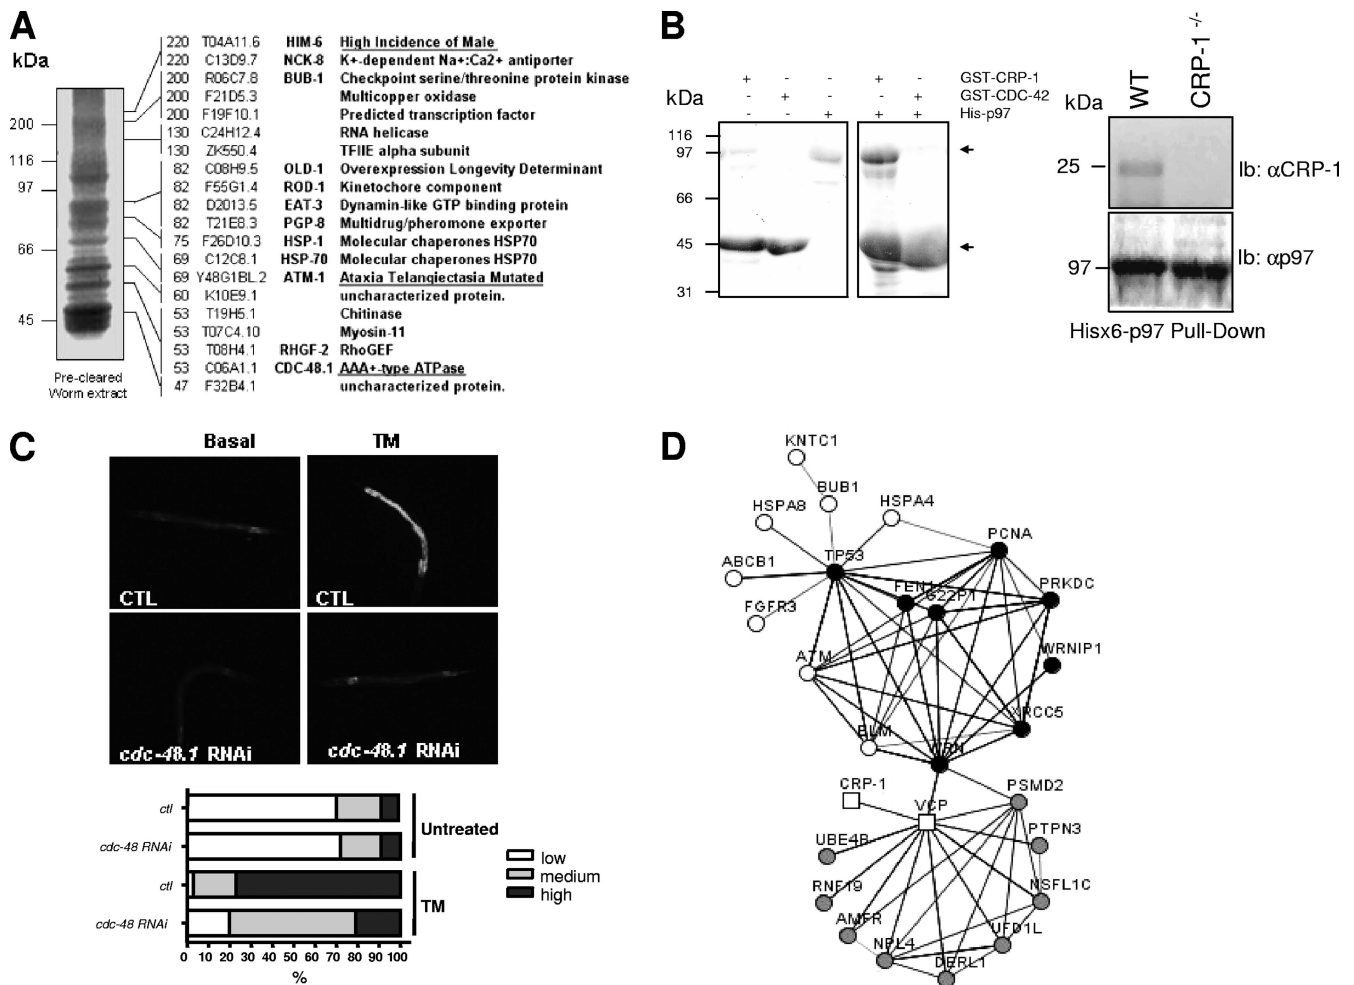 A
kDa
200
116
97
66
45
Pre-cleared
Worm extract
220 T04A11.6 HIM-6 High Incidence of Male
220 C13D9.7 NCK-8 K+-dependent Na+:Ca2+ antiporter
200 R06C7.8 BUB-1 Checkpoint serine/threonine protein kinase
200 F21D5.3 Multicopper oxidase
200 F19F10.1 Predicted transcription factor
130 C24H12.4 RNA helicase
130 ZK550.4 TFIIE alpha subunit
82 C08H9.5 OLD-1 Overexpression Longevity Determinant
82 F55G1.4 ROD-1 Kinetochore component
82 D2013.5 EAT-3 Dynamin-like GTP binding protein
82 T21E8.3 PGP-8 Multidrug/pheromone exporter
75 F26D10.3 HSP-1 Molecular chaperones HSP70
69 C12C8.1 HSP-70 Molecular chaperones HSP70
69 Y48G1BL.2 ATM-1 Ataxia Telangiectasia Mutated
60 K10E9.1 uncharacterized protein.
53 T19H5.1 Chitinase
53 T07C4.10 Myosin-11
53 T08H4.1 RHGF-2 RhoGEF
53 C06A1.1 CDC-48.1 AAA+-type ATPase
47 F32B4.1 uncharacterized protein.
B
+ - - + - GST-CRP-1
- + - - + GST-CDC-42
- - + + + His-p97
kDa
116
97
66
45
31
WT
CRP-1 -/-
kDa
25
Ib: αCRP-1
97
Ib: αp97
Hisx6-p97 Pull-Down
C
Basal TM
CTL CTL
cdc-48.1 RNAi cdc-48.1 RNAi
ctl
cdc-48 RNAi
Untreated
ctl
cdc-48 RNAi
TM
low
medium
high
0 10 20 30 40 50 60 70 80 90 100
%
D
KNTC1
BUB1
HSPA8
HSPA4
PCNA
TP53
ABCB1
PRKDC
FEN1
G22P1
FGFR3
WRNIP1
ATM
XRCC5
BLM
WRN
CRP-1
VCP
PSMD2
UBE4B
PTPN3
RNF19
NSFL1C
AMFR
UFD1L
NPL4
DERL1